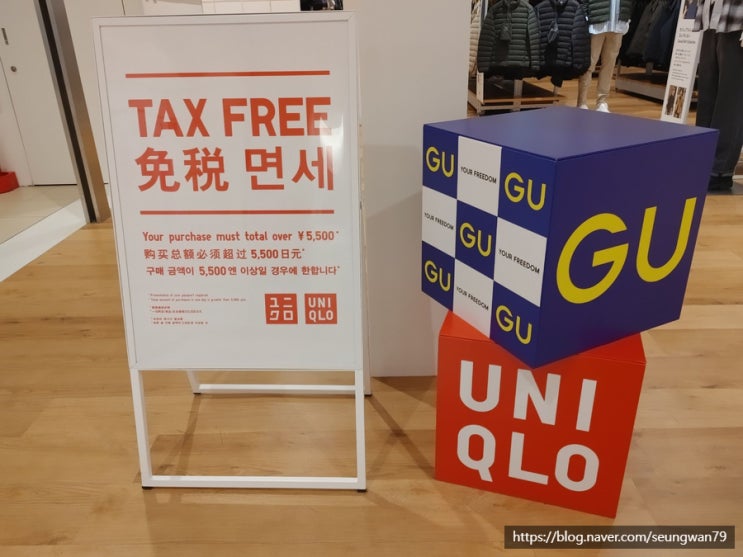 TAX FREE
免税 면세
Your purchase must total over ¥5,500*
购买总额必须超过 5,500日元*
구매 금액이 5,500엔 이상일 경우에 한합니다*
ユニ
クロ
UNI
QLO
GU
YOUR FREEDOM
GU
YOUR FREEDOM
GU
YOUR FREEDOM
GU
YOUR FREEDOM
GU
GU
UNI
QLO
https://blog.naver.com/seungwan79